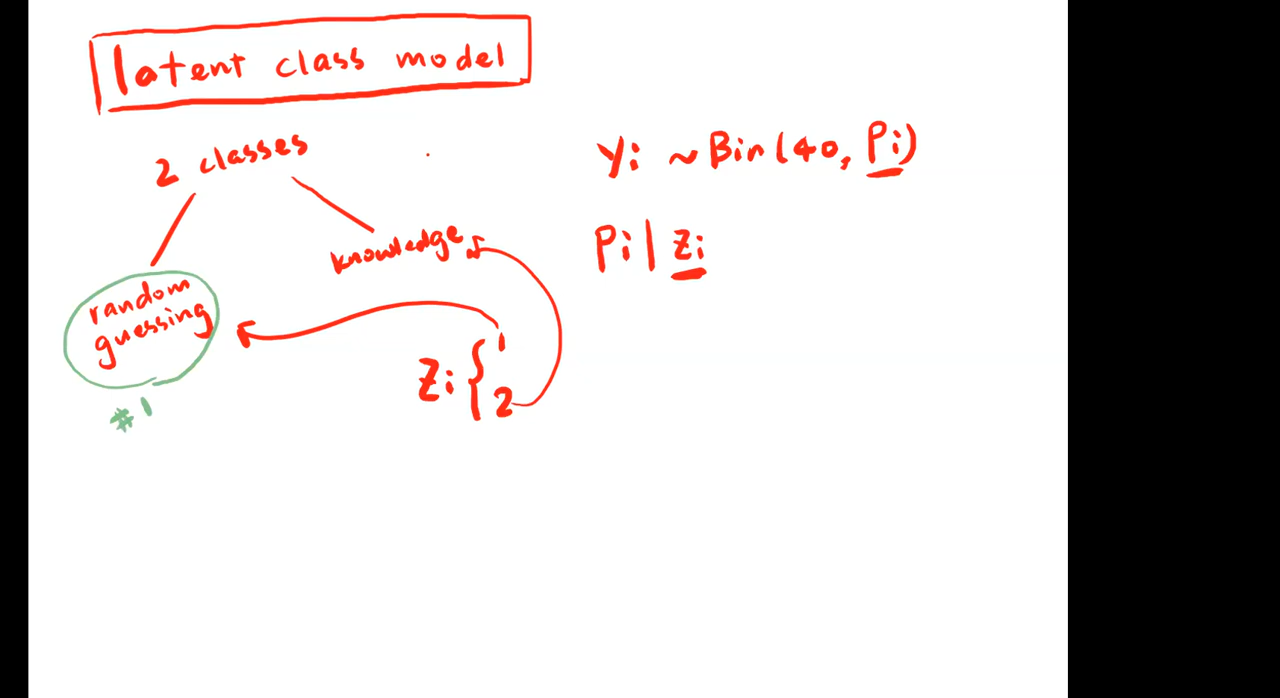 latent class model
2 classes
random
guessing
#1
knowledge
Zi { 1
2
Yi ~ Bin(40, Pi)
Pi | Zi